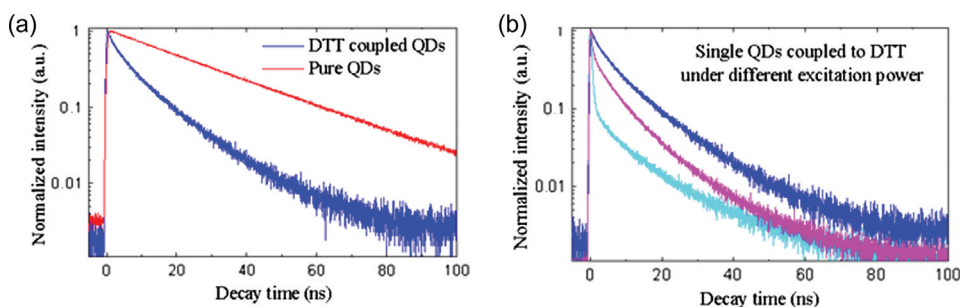 (a)
Normalized intensity (a.u.)
1
0.1
0.01
DTT coupled QDs
Pure QDs
0
20
40
60
80
100
Decay time (ns)
(b)
Normalized intensity (a.u.)
1
0.1
0.01
Single QDs coupled to DTT
under different excitation power
0
20
40
60
80
100
Decay time (ns)